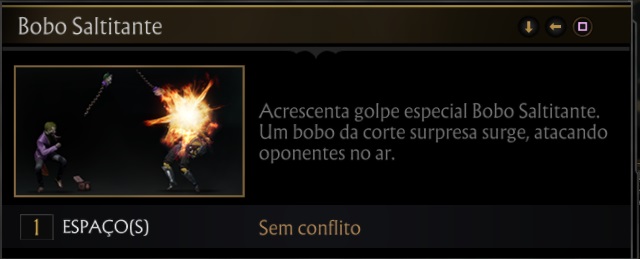 Bobo Saltitante
Acrescenta golpe especial Bobo Saltitante.
Um bobo da corte surpresa surge, atacando
oponentes no ar.
1 ESPAÇO(S)
Sem conflito